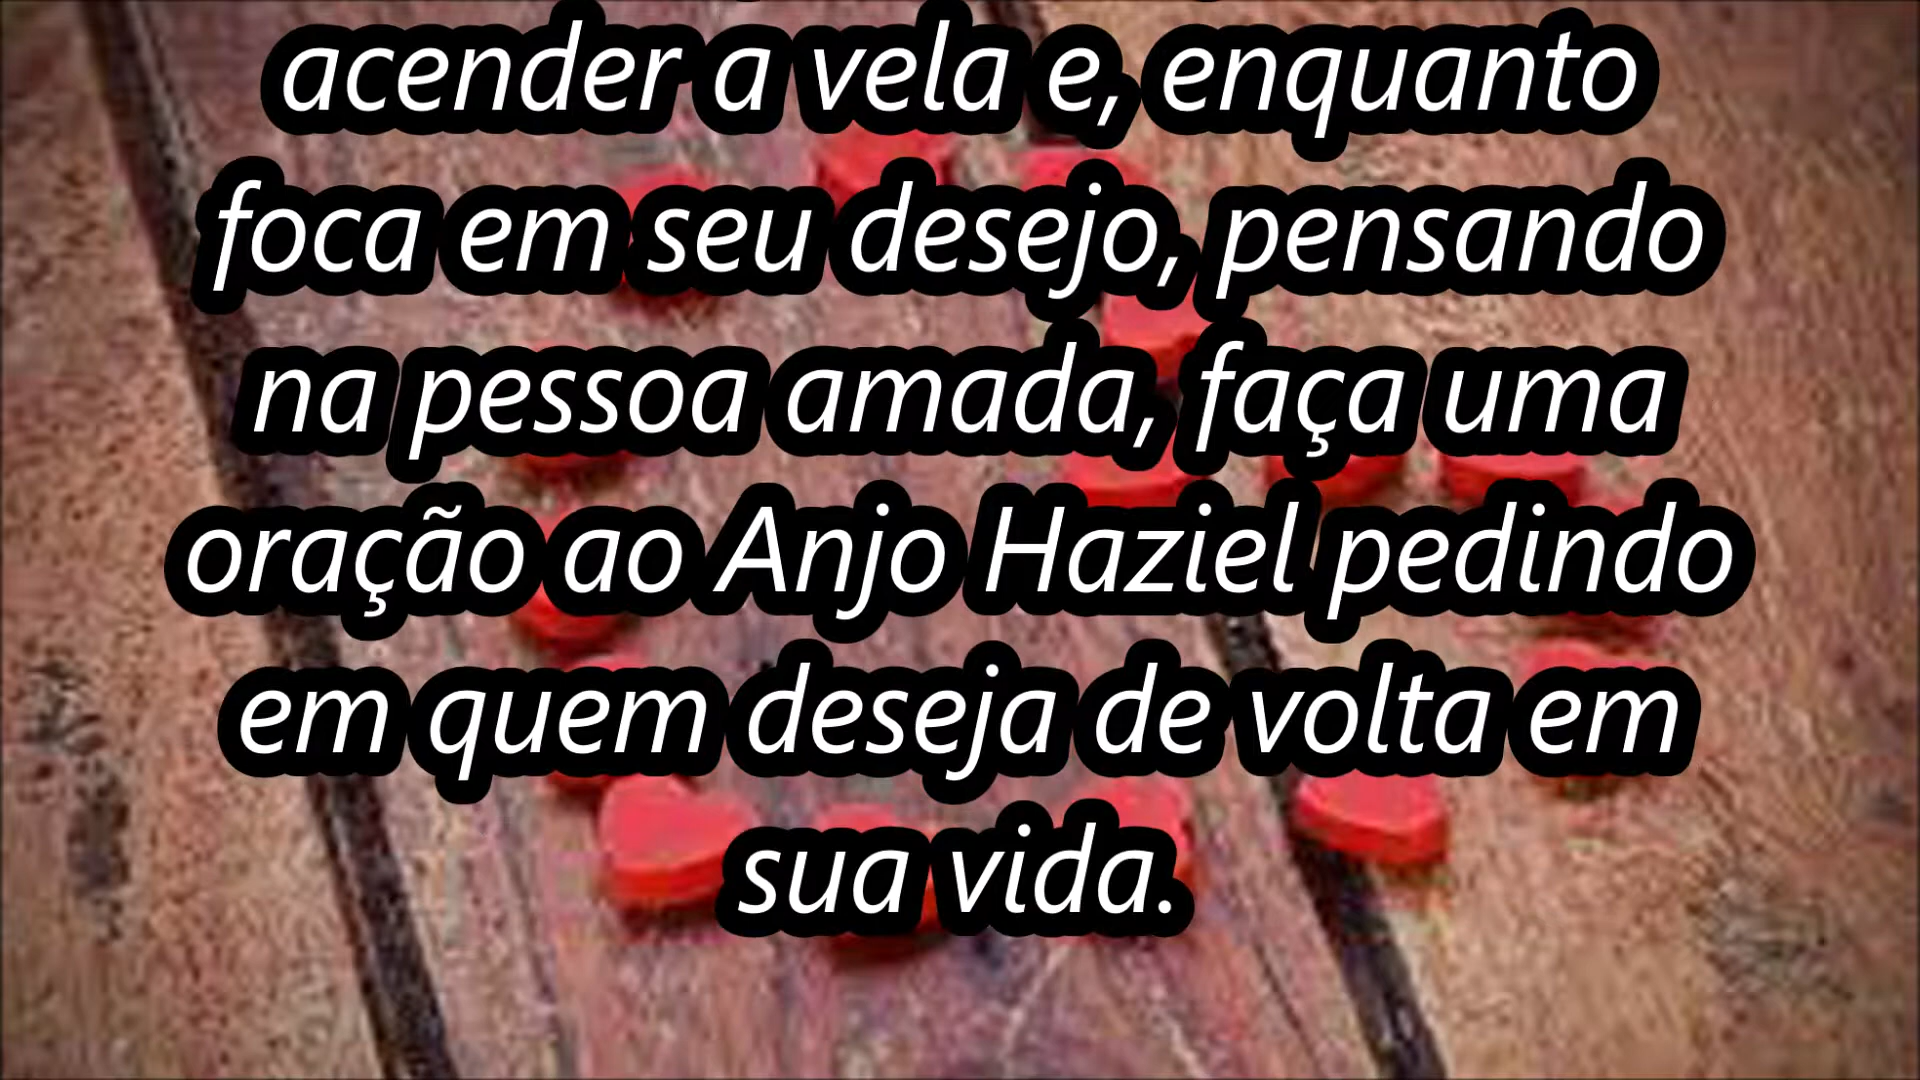 acender a vela e, enquanto
foca em seu desejo, pensando
na pessoa amada, faça uma
oração ao Anjo Haziel pedindo
em quem deseja de volta em
sua vida.